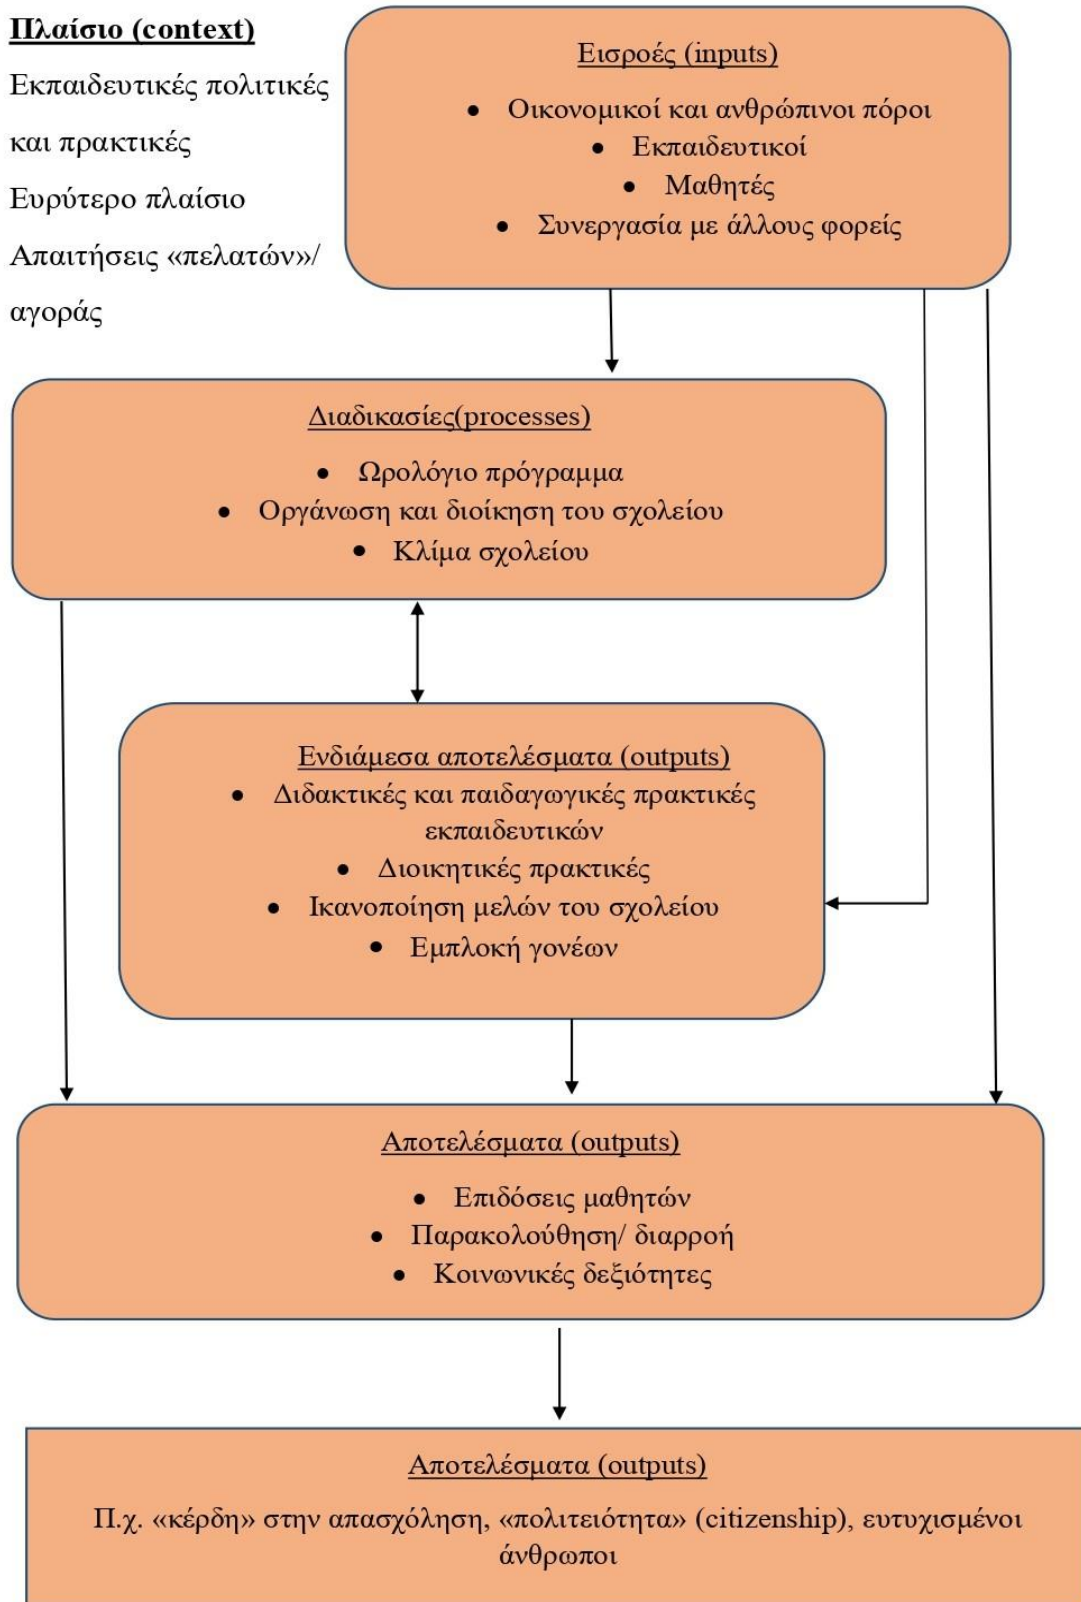 Πλαίσιο (context)
Εκπαιδευτικές πολιτικές
και πρακτικές
Ευρύτερο πλαίσιο
Απαιτήσεις «πελατών»/
αγοράς
Εισροές (inputs)
• Οικονομικοί και ανθρώπινοι πόροι
• Εκπαιδευτικοί
• Μαθητές
• Συνεργασία με άλλους φορείς
Διαδικασίες(processes)
• Ωρολόγιο πρόγραμμα
• Οργάνωση και διοίκηση του σχολείου
• Κλίμα σχολείου
Ενδιάμεσα αποτελέσματα (outputs)
• Διδακτικές και παιδαγωγικές πρακτικές
εκπαιδευτικών
• Διοικητικές πρακτικές
• Ικανοποίηση μελών του σχολείου
• Εμπλοκή γονέων
Αποτελέσματα (outputs)
• Επιδόσεις μαθητών
• Παρακολούθηση/ διαρροή
• Κοινωνικές δεξιότητες
Αποτελέσματα (outputs)
Π.χ. «κέρδη» στην απασχόληση, «πολιτειότητα» (citizenship), ευτυχισμένοι
άνθρωποι